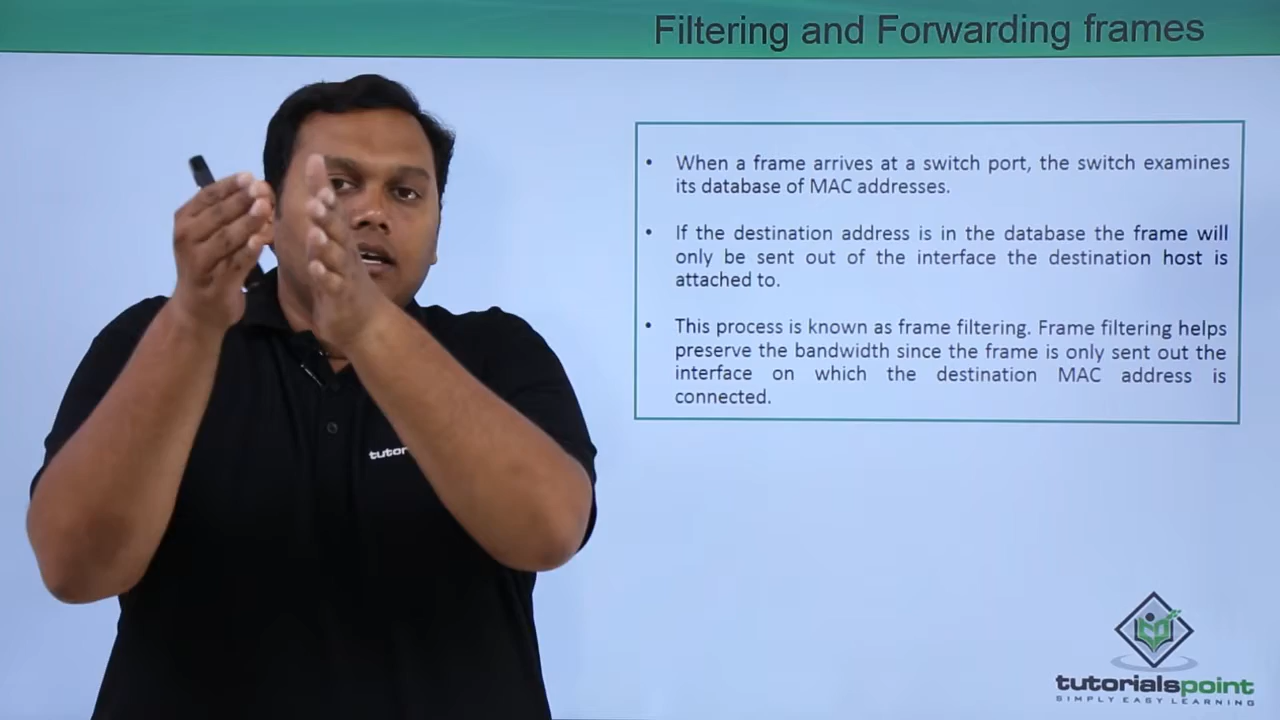 Filtering and Forwarding frames
• When a frame arrives at a switch port, the switch examines
its database of MAC addresses.
• If the destination address is in the database the frame will
only be sent out of the interface the destination host is
attached to.
• This process is known as frame filtering. Frame filtering helps
preserve the bandwidth since the frame is only sent out the
interface on which the destination MAC address is
connected.
tutor
tutorialspoint
SIMPLY EASY LEARNING